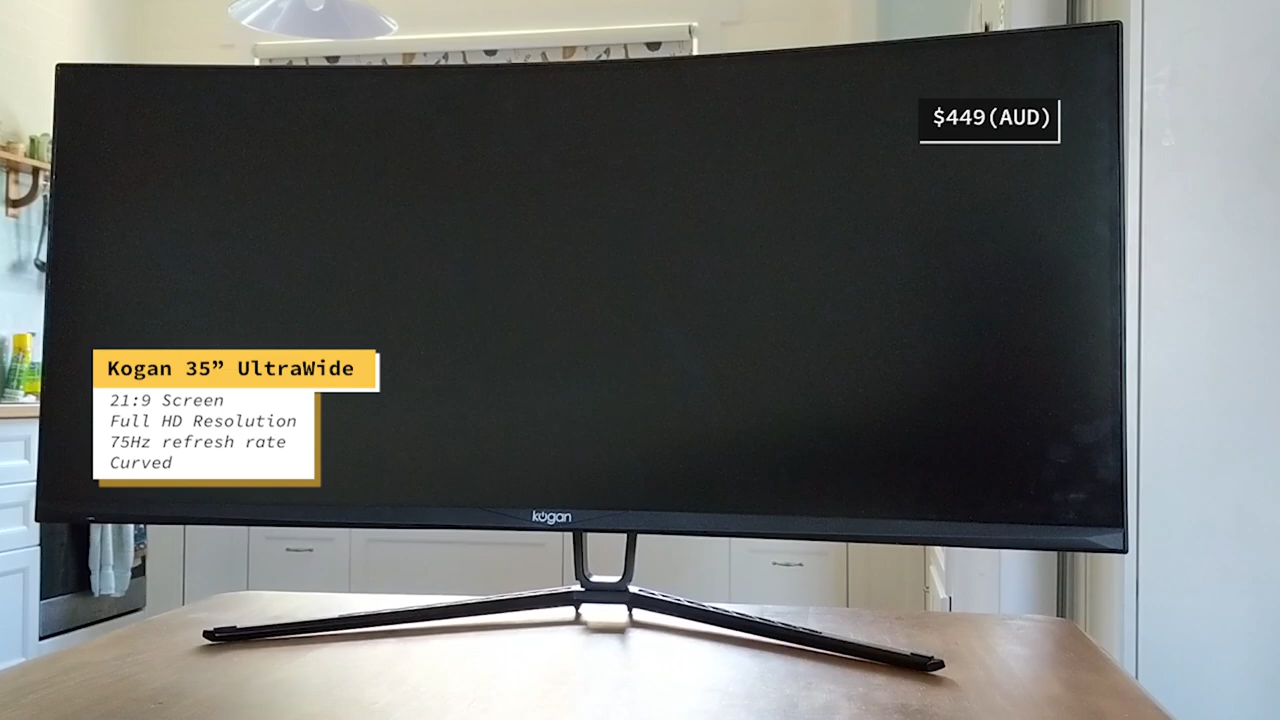 $449(AUD)
Kogan 35” UltraWide
21:9 Screen
Full HD Resolution
75Hz refresh rate
Curved
kogan